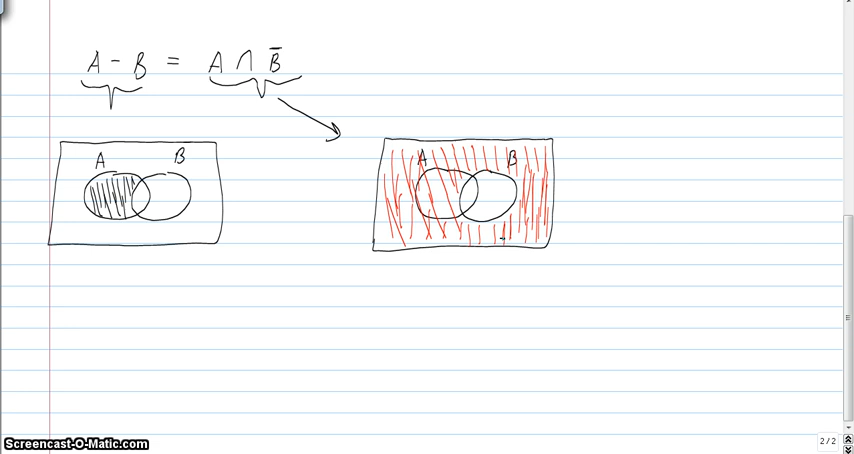 A - B = A ∩ B̅
A B
A B
2 / 2
Screencast-O-Matic.com